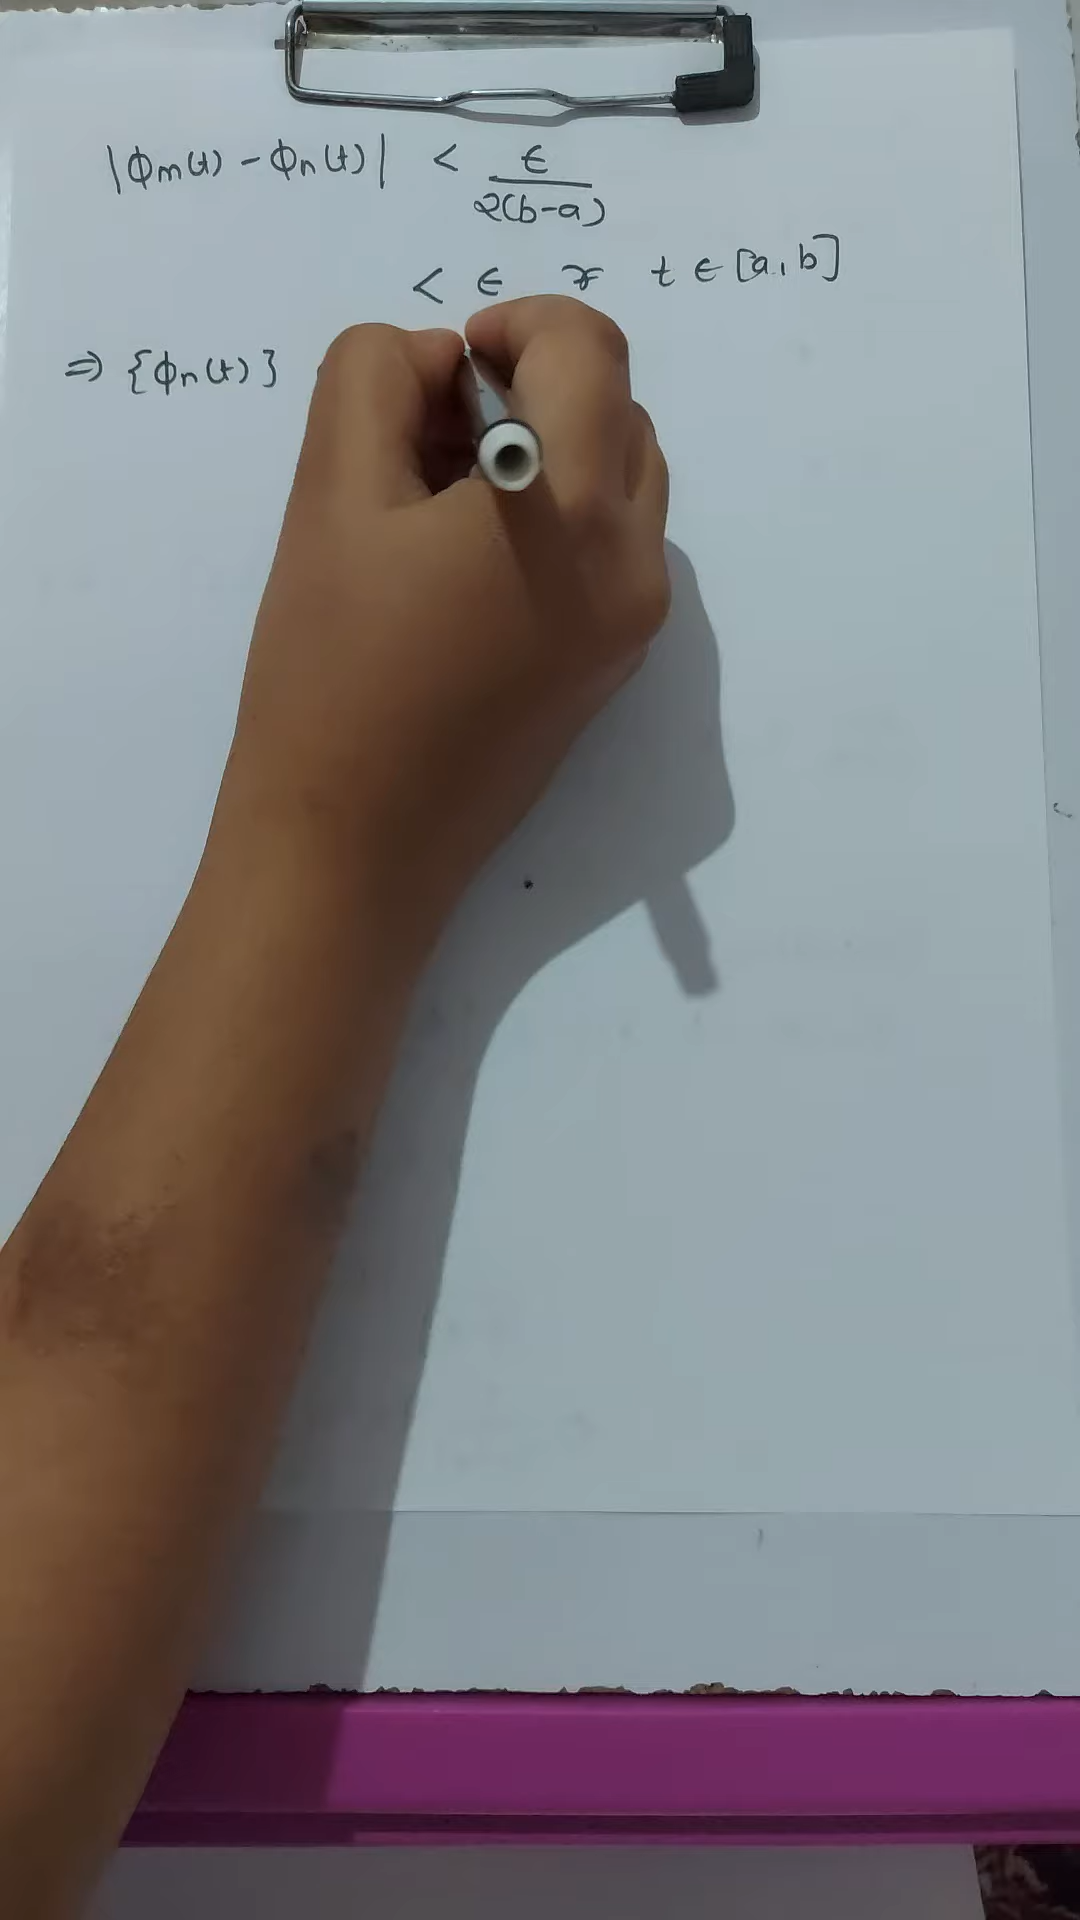 |ϕm(t) - ϕn(t)| < ϵ / 2(b-a)
< ϵ ∀ t ∈ [a, b]
⇒ {ϕn(t)}